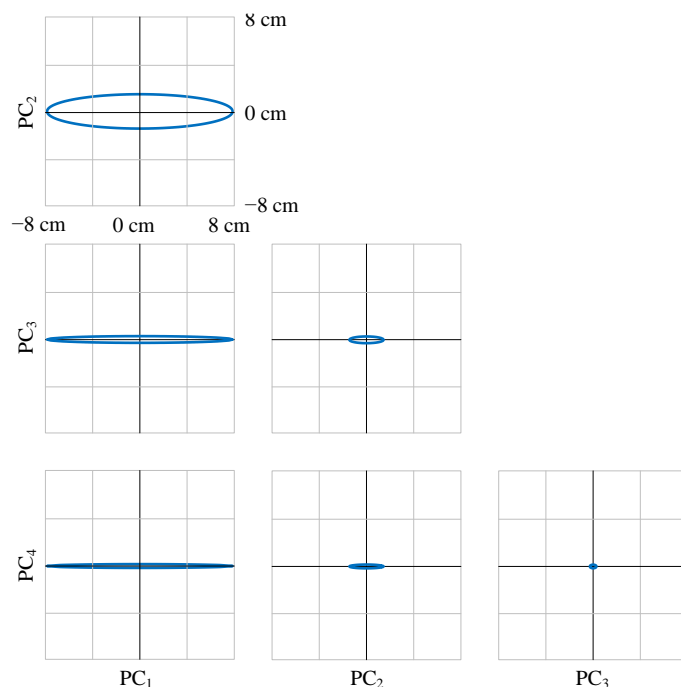 8 cm
PC₂
0 cm
−8 cm
−8 cm 0 cm 8 cm
PC₃
PC₄
PC₁ PC₂ PC₃